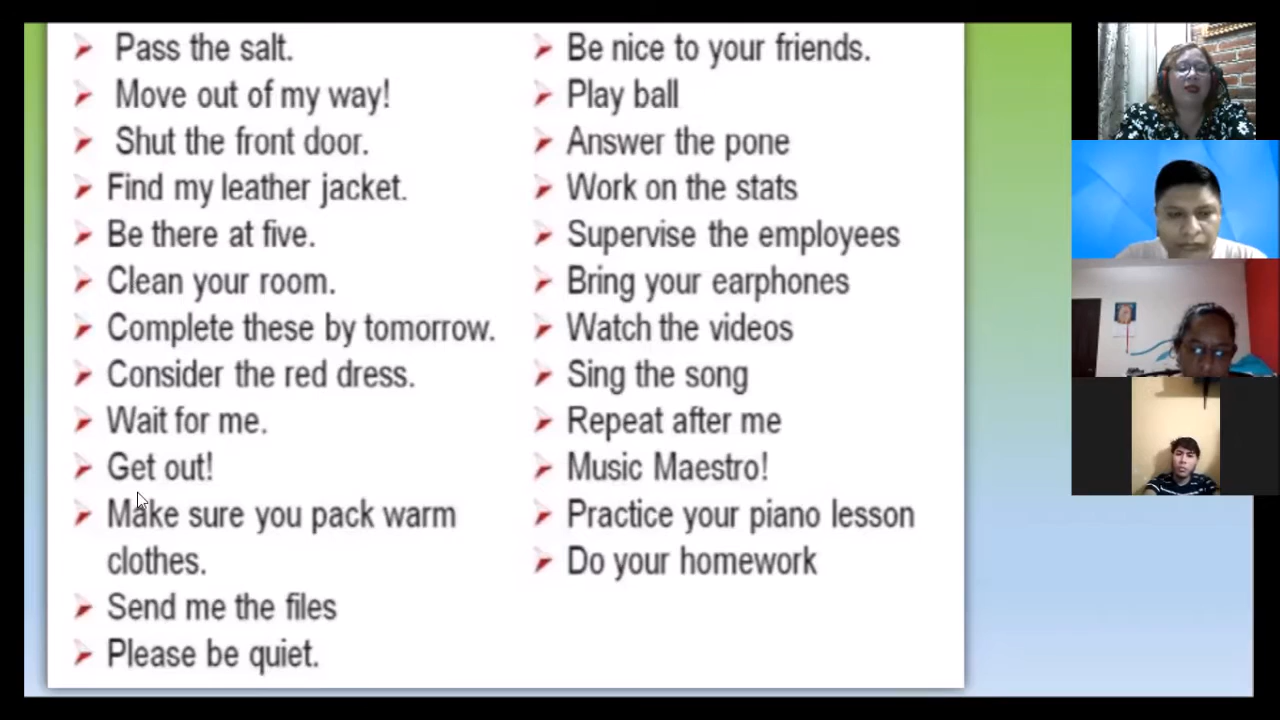 Pass the salt.
Move out of my way!
Shut the front door.
Find my leather jacket.
Be there at five.
Clean your room.
Complete these by tomorrow.
Consider the red dress.
Wait for me.
Get out!
Make sure you pack warm
clothes.
Send me the files
Please be quiet.
Be nice to your friends.
Play ball
Answer the pone
Work on the stats
Supervise the employees
Bring your earphones
Watch the videos
Sing the song
Repeat after me
Music Maestro!
Practice your piano lesson
Do your homework